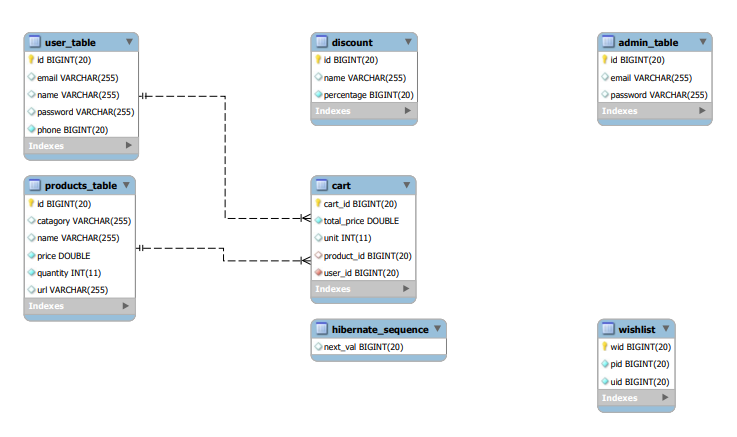 user_table
id BIGINT(20)
email VARCHAR(255)
name VARCHAR(255)
password VARCHAR(255)
phone BIGINT(20)
Indexes
discount
id BIGINT(20)
name VARCHAR(255)
percentage BIGINT(20)
Indexes
admin_table
id BIGINT(20)
email VARCHAR(255)
password VARCHAR(255)
Indexes
products_table
id BIGINT(20)
catagory VARCHAR(255)
name VARCHAR(255)
price DOUBLE
quantity INT(11)
url VARCHAR(255)
Indexes
cart
cart_id BIGINT(20)
total_price DOUBLE
unit INT(11)
product_id BIGINT(20)
user_id BIGINT(20)
Indexes
hibernate_sequence
next_val BIGINT(20)
wishlist
wid BIGINT(20)
pid BIGINT(20)
uid BIGINT(20)
Indexes